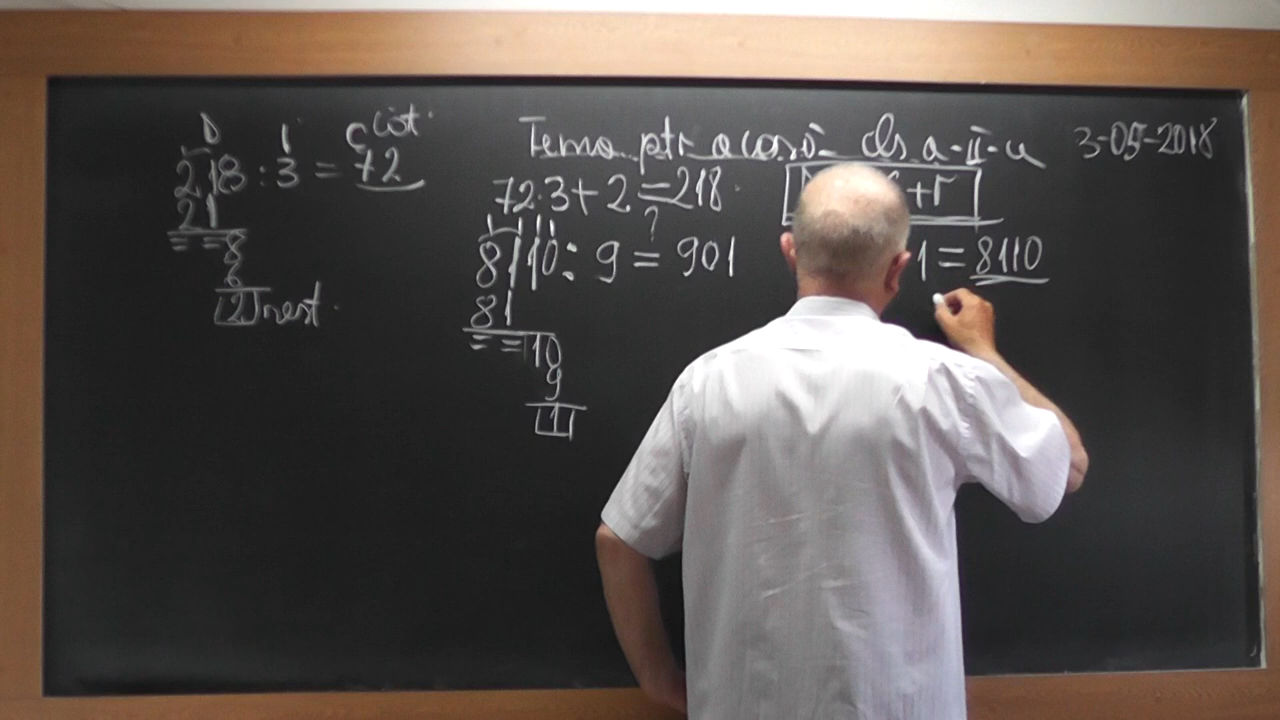 D
î
Cît.
218 : 3 = 72
21
= = 8
6
2 rest.
Tema ptr acasă cls a-II-a 3-05-2018
72·3+2=218.
+r
?
8110 : 9 = 901
81
= = 10
9
1
1=8110